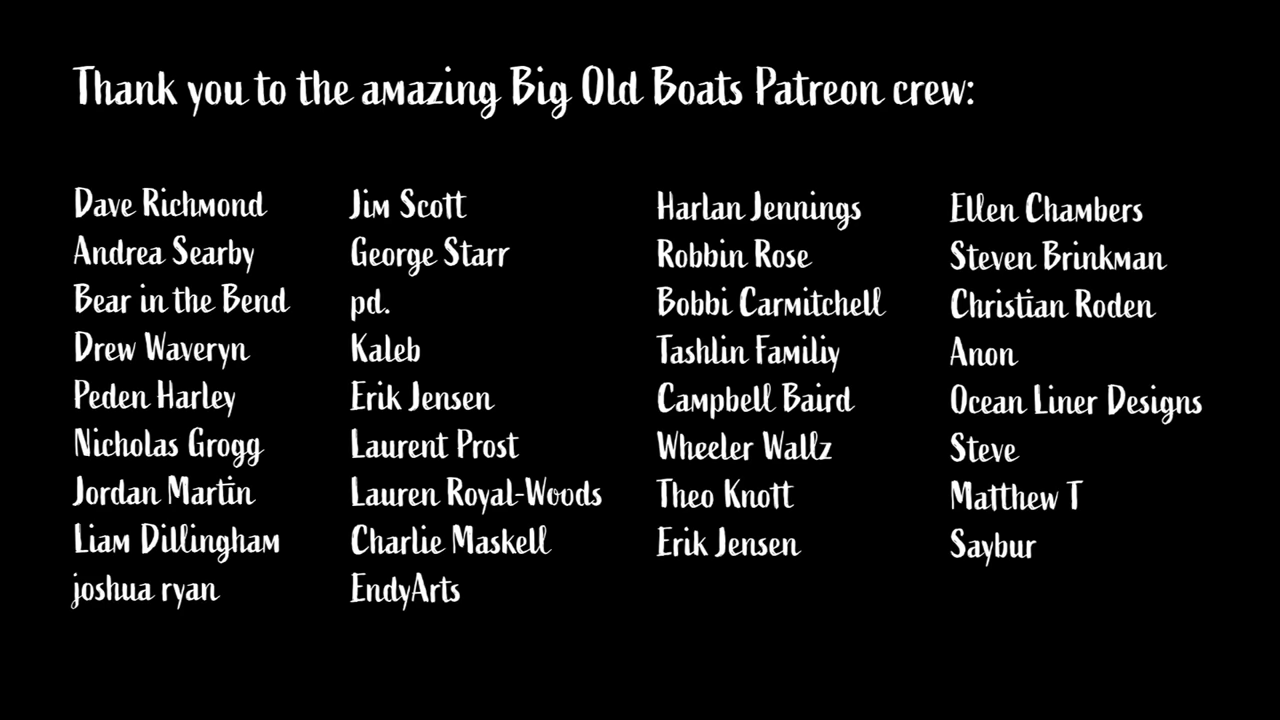 Thank you to the amazing Big Old Boats Patreon crew:
Dave Richmond
Andrea Searby
Bear in the Bend
Drew Waveryn
Peden Harley
Nicholas Grogg
Jordan Martin
Liam Dillingham
joshua ryan
Jim Scott
George Starr
pd.
Kaleb
Erik Jensen
Laurent Prost
Lauren Royal-Woods
Charlie Maskell
EndyArts
Harlan Jennings
Robbin Rose
Bobbi Carmitchell
Tashlin Familiy
Campbell Baird
Wheeler Wallz
Theo Knott
Erik Jensen
Ellen Chambers
Steven Brinkman
Christian Roden
Anon
Ocean Liner Designs
Steve
Matthew T
Saybur